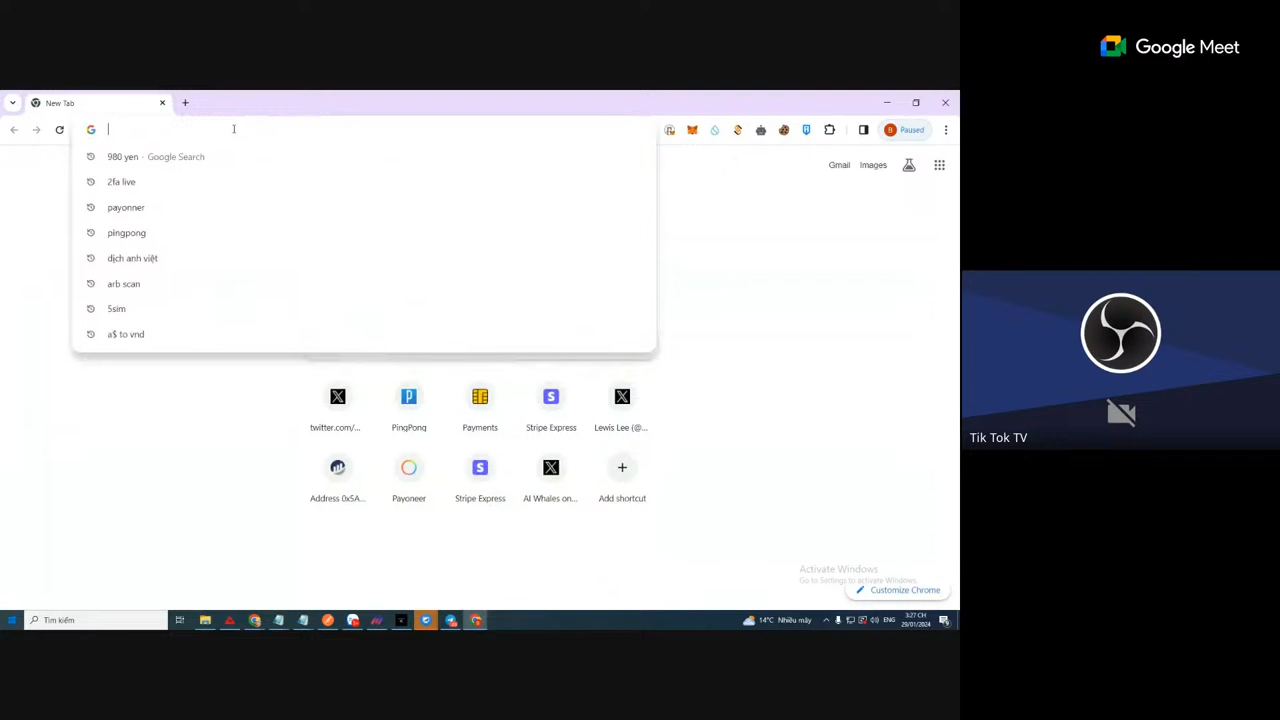 Google Meet
New Tab
980 yen - Google Search
2fa live
payonner
pingpong
dịch anh việt
arb scan
5sim
a$ to vnd
B Paused
Gmail Images
twitter.com/...
PingPong
Payments
Stripe Express
Lewis Lee (@...
Address 0x5A...
Payoneer
Stripe Express
AI Whales on...
Add shortcut
Tik Tok TV
Activate Windows
Go to Settings to activate Windows.
Customize Chrome
Tìm kiếm
14°C Nhiều mây
ENG
3:27 CH
29/01/2024